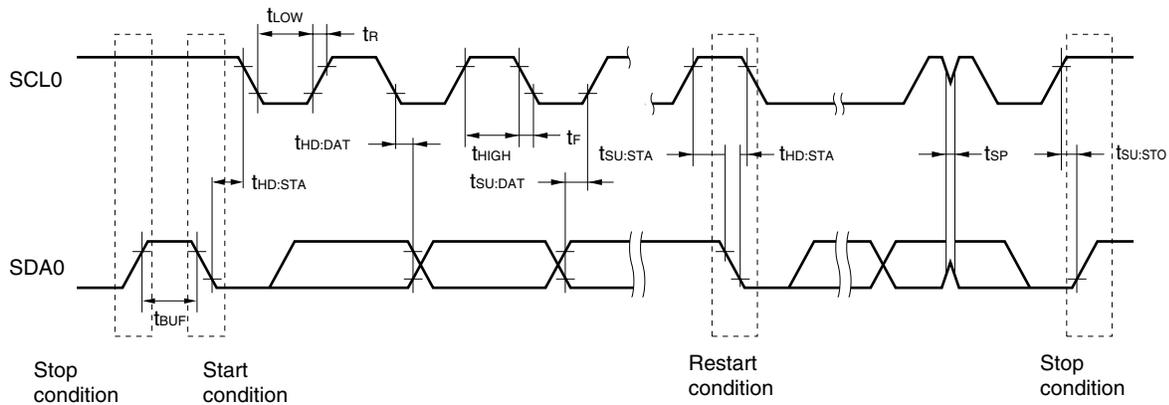 tLOW
tR
SCL0
tHD:DAT
tHIGH
tF
tSU:STA
tHD:STA
tSP
tSU:STO
tHD:STA
tSU:DAT
SDA0
tBUF
Stop
condition
Start
condition
Restart
condition
Stop
condition